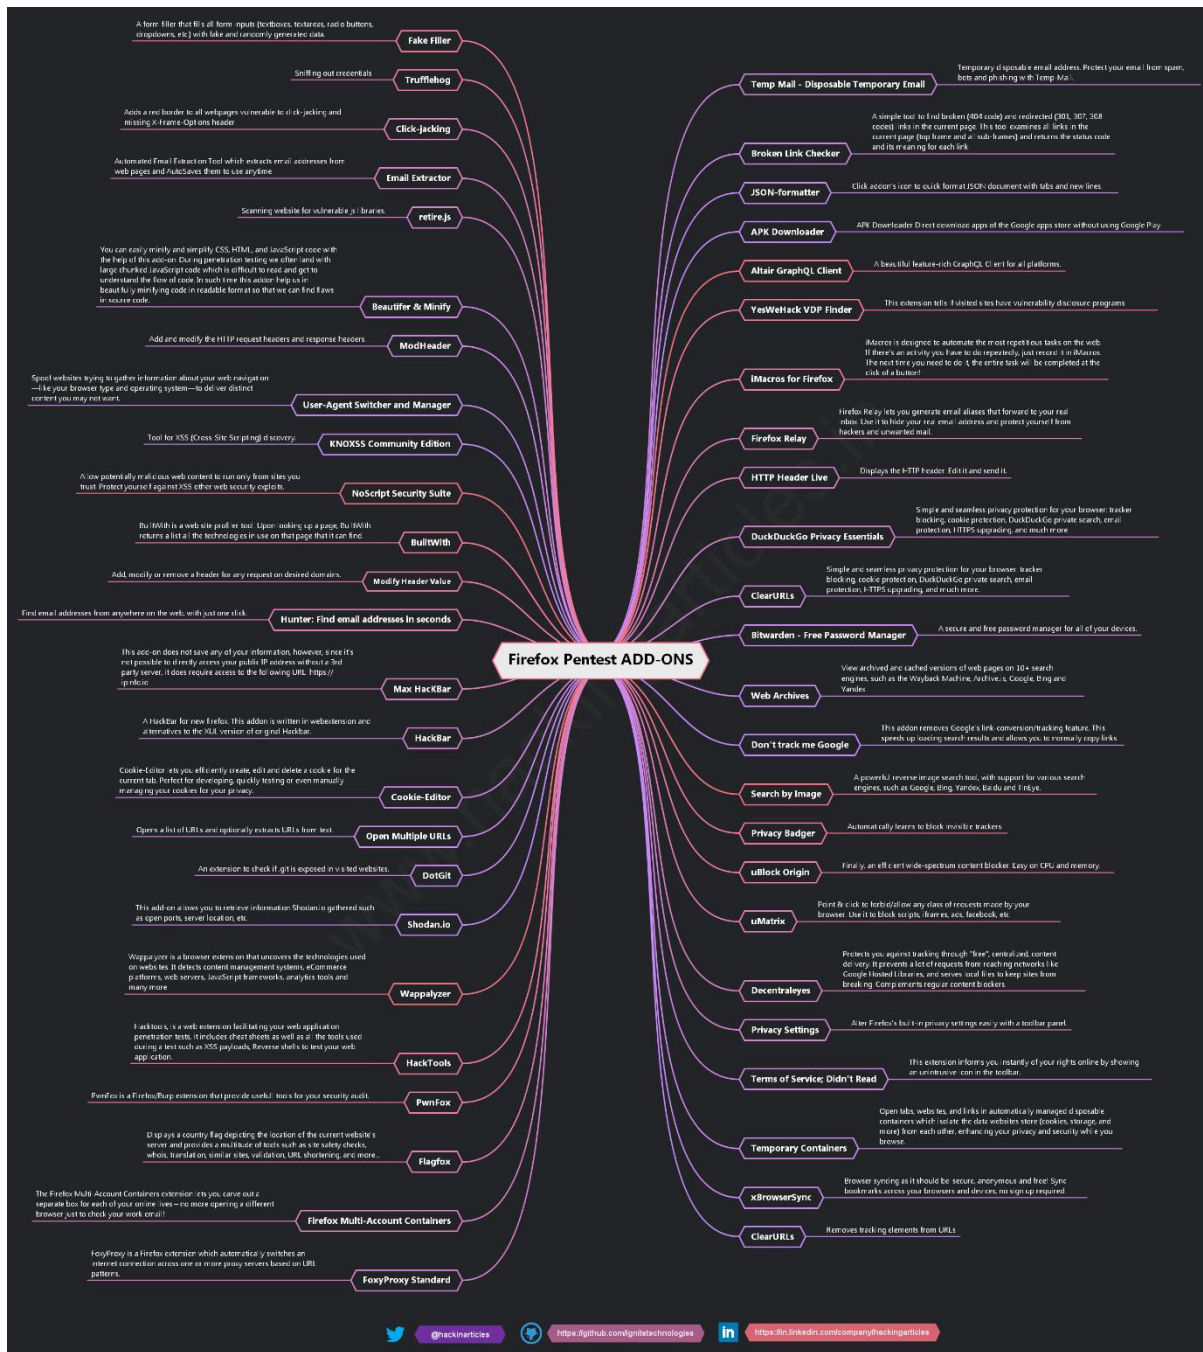 A form filler that fills all form inputs (textboxes, textareas, radio buttons,
dropdowns, etc) with fake and randomly generated data.
Fake Filler
Sniffing out credentials
Trufflehog
Adds a red border to all webpages vulnerable to click-jacking and
missing X-Frame-Options header
Click-jacking
Automated Email Extraction Tool which extracts email addresses from
web pages and AutoSaves them to use anytime
Email Extractor
Scanning website for vulnerable js libraries.
retire.js
You can easily minify and simplify CSS, HTML, and JavaScript code with
the help of this add-on. During penetration testing we often land with
large chunked JavaScript code which is difficult to read and get to
understand the flow of code. In such time this addon help us in
beautifully minifying code in readable format so that we can find flaws
in source code.
Beautifer & Minify
Add and modify the HTTP request headers and response headers.
ModHeader
Spoof websites trying to gather information about your web navigation
—like your browser type and operating system—to deliver distinct
content you may not want.
User-Agent Switcher and Manager
Tool for XSS (Cross-Site Scripting) discovery.
KNOXSS Community Edition
Allow potentially malicious web content to run only from sites you
trust. Protect yourself against XSS other web security exploits.
NoScript Security Suite
BuiltWith is a web site profiler tool. Upon looking up a page, BuiltWith
returns a list all the technologies in use on that page that it can find.
BuiltWith
Add, modify or remove a header for any request on desired domains.
Modify Header Value
Find email addresses from anywhere on the web, with just one click.
Hunter: Find email addresses in seconds
This add-on does not save any of your information, however, since it's
not possible to directly access your public IP address without a 3rd
party server, it does require access to the following URL: https://
ipinfo.io
Max HacKBar
A HackBar for new firefox. This addon is written in webextension and
alternatives to the XUL version of original Hackbar.
HackBar
Cookie-Editor lets you efficiently create, edit and delete a cookie for the
current tab. Perfect for developing, quickly testing or even manually
managing your cookies for your privacy.
Cookie-Editor
Opens a list of URLs and optionally extracts URLs from text.
Open Multiple URLs
An extension to check if .git is exposed in visited websites.
DotGit
This add-on allows you to retrieve information Shodan.io gathered such
as open ports, server location, etc.
Shodan.io
Wappalyzer is a browser extension that uncovers the technologies used
on websites. It detects content management systems, eCommerce
platforms, web servers, JavaScript frameworks, analytics tools and
many more.
Wappalyzer
Hacktools, is a web extension facilitating your web application
penetration tests, it includes cheat sheets as well as all the tools used
during a test such as XSS payloads, Reverse shells to test your web
application.
HackTools
PwnFox is a Firefox/Burp extension that provide usefull tools for your security audit.
PwnFox
Displays a country flag depicting the location of the current website's
server and provides a multitude of tools such as site safety checks,
whois, translation, similar sites, validation, URL shortening, and more...
Flagfox
The Firefox Multi-Account Containers extension lets you carve out a
separate box for each of your online lives – no more opening a different
browser just to check your work email!
Firefox Multi-Account Containers
FoxyProxy is a Firefox extension which automatically switches an
internet connection across one or more proxy servers based on URL
patterns.
FoxyProxy Standard
Firefox Pentest ADD-ONS
Temporary disposable email address. Protect your email from spam,
bots and phishing with Temp-Mail.
Temp Mail - Disposable Temporary Email
A simple tool to find broken (404 code) and redirected (301, 307, 308
codes) links in the current page. This tool examines all links in the
current page (top frame and all sub-frames) and returns the status code
and its meaning for each link
Broken Link Checker
Click addon's icon to quick format JSON document with tabs and new lines.
JSON-formatter
APK Downloader Direct download apps of the Google apps store without using Google Play
APK Downloader
A beautiful feature-rich GraphQL Client for all platforms.
Altair GraphQL Client
This extension tells if visited sites have vulnerability disclosure programs
YesWeHack VDP Finder
iMacros is designed to automate the most repetitious tasks on the web.
If there's an activity you have to do repeatedly, just record it in iMacros.
The next time you need to do it, the entire task will be completed at the
click of a button!
iMacros for Firefox
Firefox Relay lets you generate email aliases that forward to your real
inbox. Use it to hide your real email address and protect yourself from
hackers and unwanted mail.
Firefox Relay
Displays the HTTP header. Edit it and send it.
HTTP Header Live
Simple and seamless privacy protection for your browser: tracker
blocking, cookie protection, DuckDuckGo private search, email
protection, HTTPS upgrading, and much more.
DuckDuckGo Privacy Essentials
Simple and seamless privacy protection for your browser: tracker
blocking, cookie protection, DuckDuckGo private search, email
protection, HTTPS upgrading, and much more.
ClearURLs
A secure and free password manager for all of your devices.
Bitwarden - Free Password Manager
View archived and cached versions of web pages on 10+ search
engines, such as the Wayback Machine, Archive.is, Google, Bing and
Yandex
Web Archives
This addon removes Google's link-conversion/tracking feature. This
speeds up loading search results and allows you to normally copy links.
Don't track me Google
A powerful reverse image search tool, with support for various search
engines, such as Google, Bing, Yandex, Baidu and TinEye.
Search by Image
Automatically learns to block invisible trackers.
Privacy Badger
Finally, an efficient wide-spectrum content blocker. Easy on CPU and memory.
uBlock Origin
Point & click to forbid/allow any class of requests made by your
browser. Use it to block scripts, iframes, ads, facebook, etc.
uMatrix
Protects you against tracking through "free", centralized, content
delivery. It prevents a lot of requests from reaching networks like
Google Hosted Libraries, and serves local files to keep sites from
breaking. Complements regular content blockers.
Decentraleyes
Alter Firefox's built-in privacy settings easily with a toolbar panel.
Privacy Settings
This extension informs you instantly of your rights online by showing
an unintrusive icon in the toolbar.
Terms of Service; Didn't Read
Open tabs, websites, and links in automatically managed disposable
containers which isolate the data websites store (cookies, storage, and
more) from each other, enhancing your privacy and security while you
browse.
Temporary Containers
Browser syncing as it should be: secure, anonymous and free! Sync
bookmarks across your browsers and devices, no sign up required.
xBrowserSync
Removes tracking elements from URLs
ClearURLs
@hackinarticles
https://github.com/Ignitetechnologies
https://in.linkedin.com/company/hackingarticles